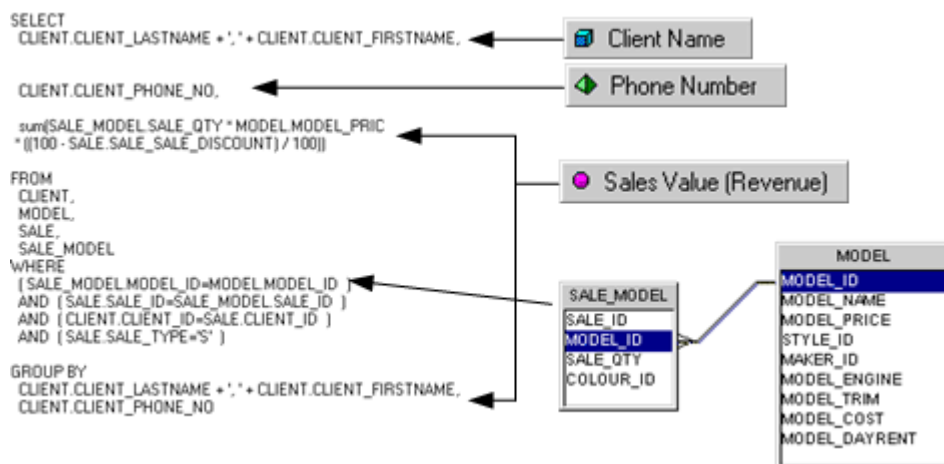 SELECT
CLIENT.CLIENT_LASTNAME + ', ' + CLIENT.CLIENT_FIRSTNAME,
Client Name
CLIENT.CLIENT_PHONE_NO,
Phone Number
sum(SALE_MODEL.SALE_QTY * MODEL.MODEL_PRIC
* ((100 - SALE.SALE_SALE_DISCOUNT) / 100))
Sales Value (Revenue)
FROM
CLIENT,
MODEL,
SALE,
SALE_MODEL
WHERE
( SALE_MODEL.MODEL_ID=MODEL.MODEL_ID )
AND ( SALE.SALE_ID=SALE_MODEL.SALE_ID )
AND ( CLIENT.CLIENT_ID=SALE.CLIENT_ID )
AND ( SALE.SALE_TYPE='S' )
GROUP BY
CLIENT.CLIENT_LASTNAME + ', ' + CLIENT.CLIENT_FIRSTNAME,
CLIENT.CLIENT_PHONE_NO
SALE_MODEL
SALE_ID
MODEL_ID
SALE_QTY
COLOUR_ID
MODEL
MODEL_ID
MODEL_NAME
MODEL_PRICE
STYLE_ID
MAKER_ID
MODEL_ENGINE
MODEL_TRIM
MODEL_COST
MODEL_DAYRENT